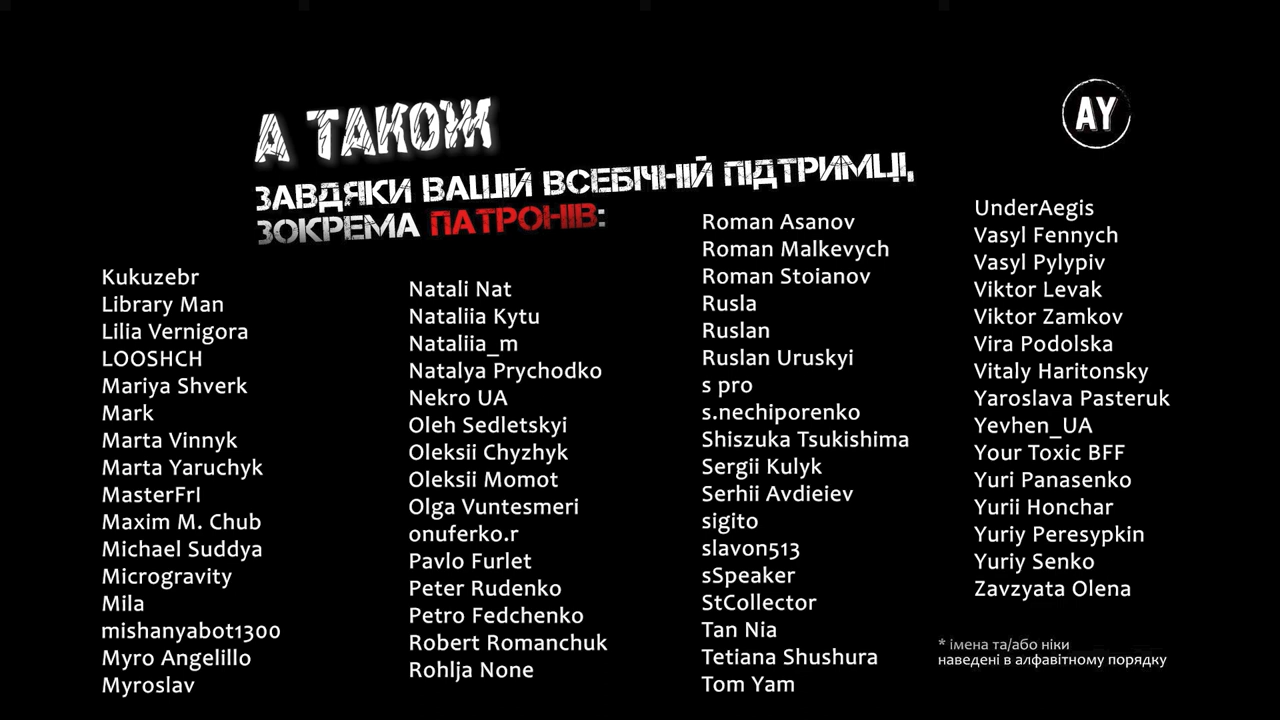 А ТАКОЖ
AY
ЗАВДЯКИ ВАШІЙ ВСЕБІЧНІЙ ПІДТРИМЦІ,
ЗОКРЕМА ПАТРОНІВ:
Kukuzebr
Library Man
Lilia Vernigora
LOOSHCH
Mariya Shverk
Mark
Marta Vinnyk
Marta Yaruchyk
MasterFrI
Maxim M. Chub
Michael Suddya
Microgravity
Mila
mishanyabot1300
Myro Angelillo
Myroslav
Natali Nat
Nataliia Kytu
Nataliia_m
Natalya Prychodko
Nekro UA
Oleh Sedletskyi
Oleksii Chyzhyk
Oleksii Momot
Olga Vuntesmeri
onuferko.r
Pavlo Furlet
Peter Rudenko
Petro Fedchenko
Robert Romanchuk
Rohlja None
Roman Asanov
Roman Malkevych
Roman Stoianov
Rusla
Ruslan
Ruslan Uruskyi
s pro
s.nechiporenko
Shiszuka Tsukishima
Sergii Kulyk
Serhii Avdieiev
sigito
slavon513
sSpeaker
StCollector
Tan Nia
Tetiana Shushura
Tom Yam
UnderAegis
Vasyl Fennych
Vasyl Pylypiv
Viktor Levak
Viktor Zamkov
Vira Podolska
Vitaly Haritonsky
Yaroslava Pasteruk
Yevhen_UA
Your Toxic BFF
Yuri Panasenko
Yurii Honchar
Yuriy Peresypkin
Yuriy Senko
Zavzyata Olena
* імена та/або ніки
наведені в алфавітному порядку